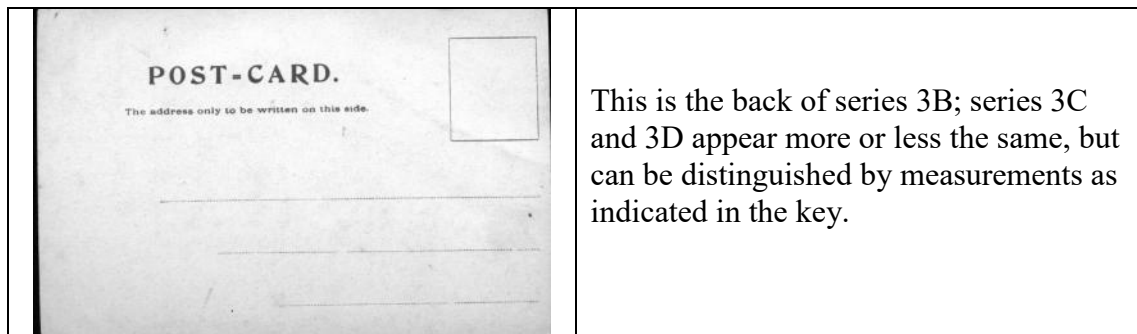 POST-CARD.
The address only to be written on this side.
This is the back of series 3B; series 3C
and 3D appear more or less the same, but
can be distinguished by measurements as
indicated in the key.